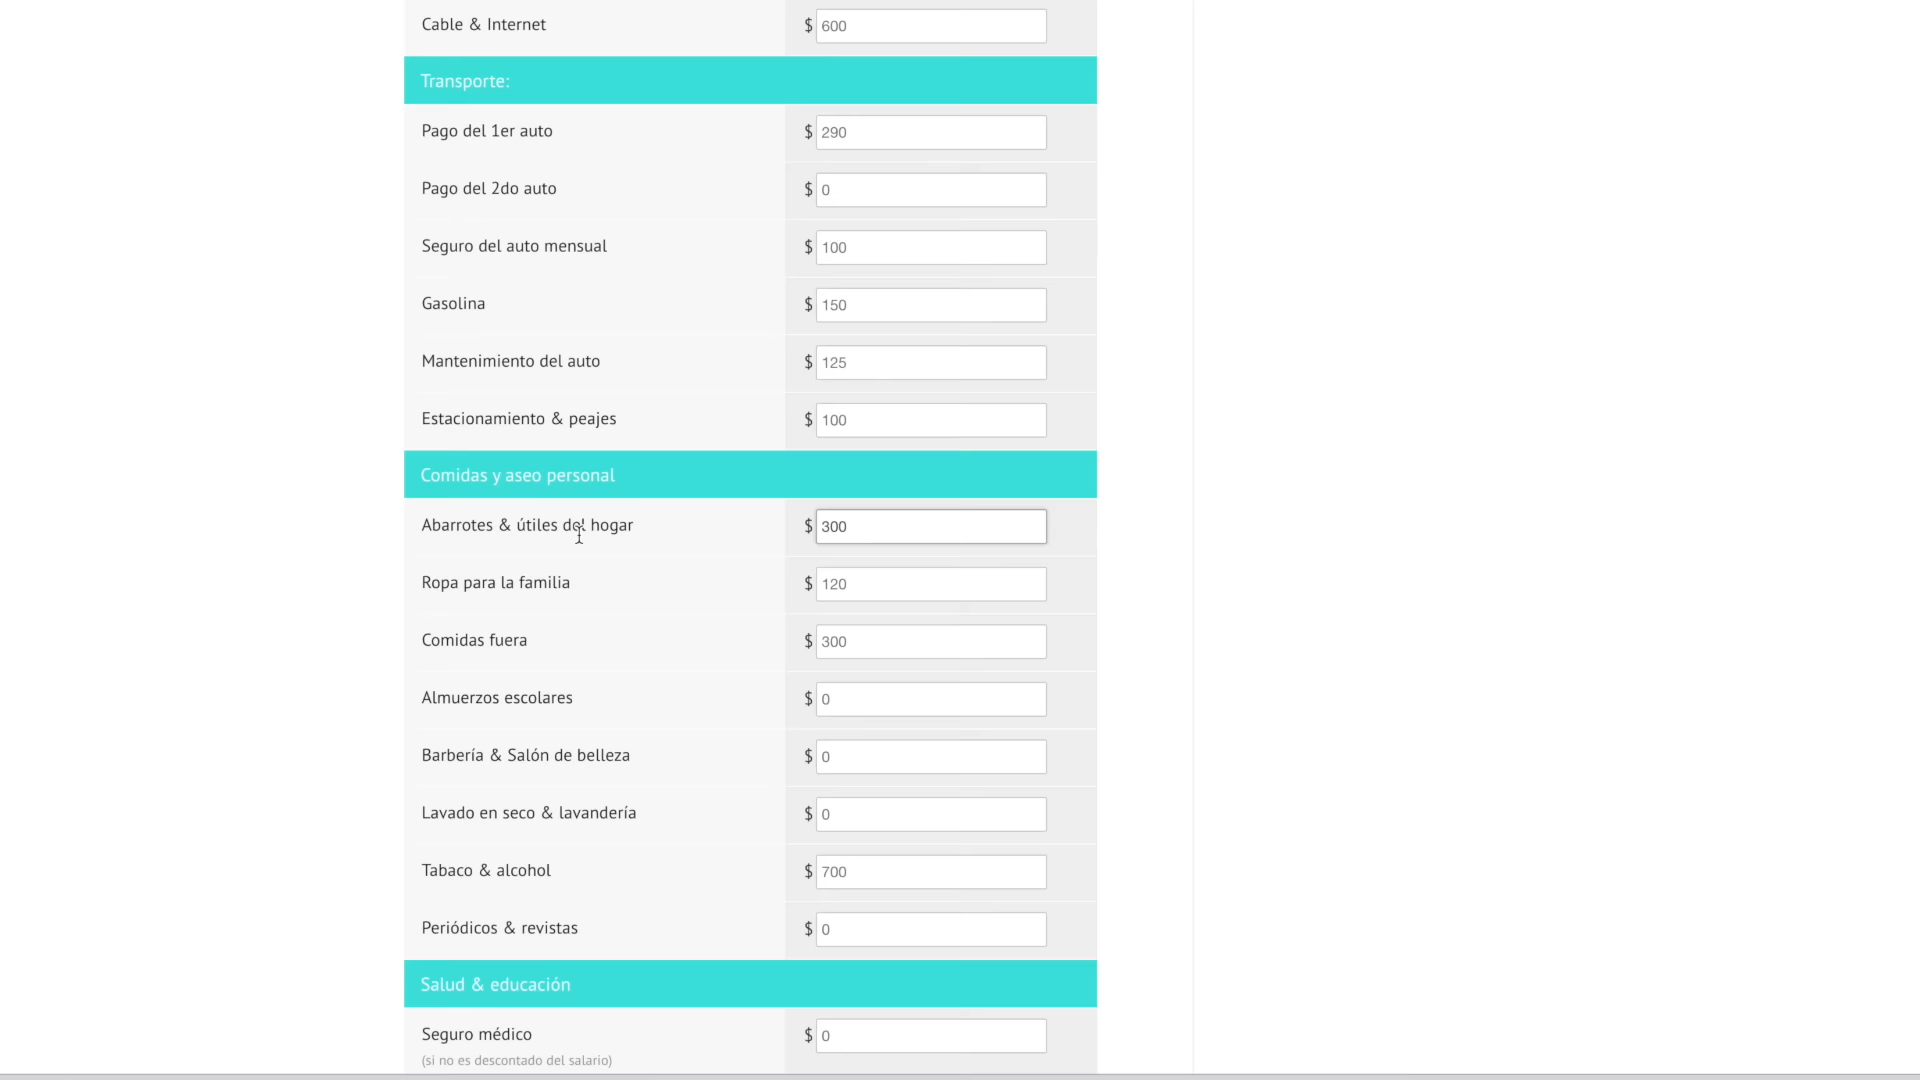 Cable & Internet $ 600
Transporte:
Pago del 1er auto $ 290
Pago del 2do auto $ 0
Seguro del auto mensual $ 100
Gasolina $ 150
Mantenimiento del auto $ 125
Estacionamiento & peajes $ 100
Comidas y aseo personal
Abarrotes & útiles del hogar $ 300
Ropa para la familia $ 120
Comidas fuera $ 300
Almuerzos escolares $ 0
Barbería & Salón de belleza $ 0
Lavado en seco & lavandería $ 0
Tabaco & alcohol $ 700
Periódicos & revistas $ 0
Salud & educación
Seguro médico $ 0
(si no es descontado del salario)